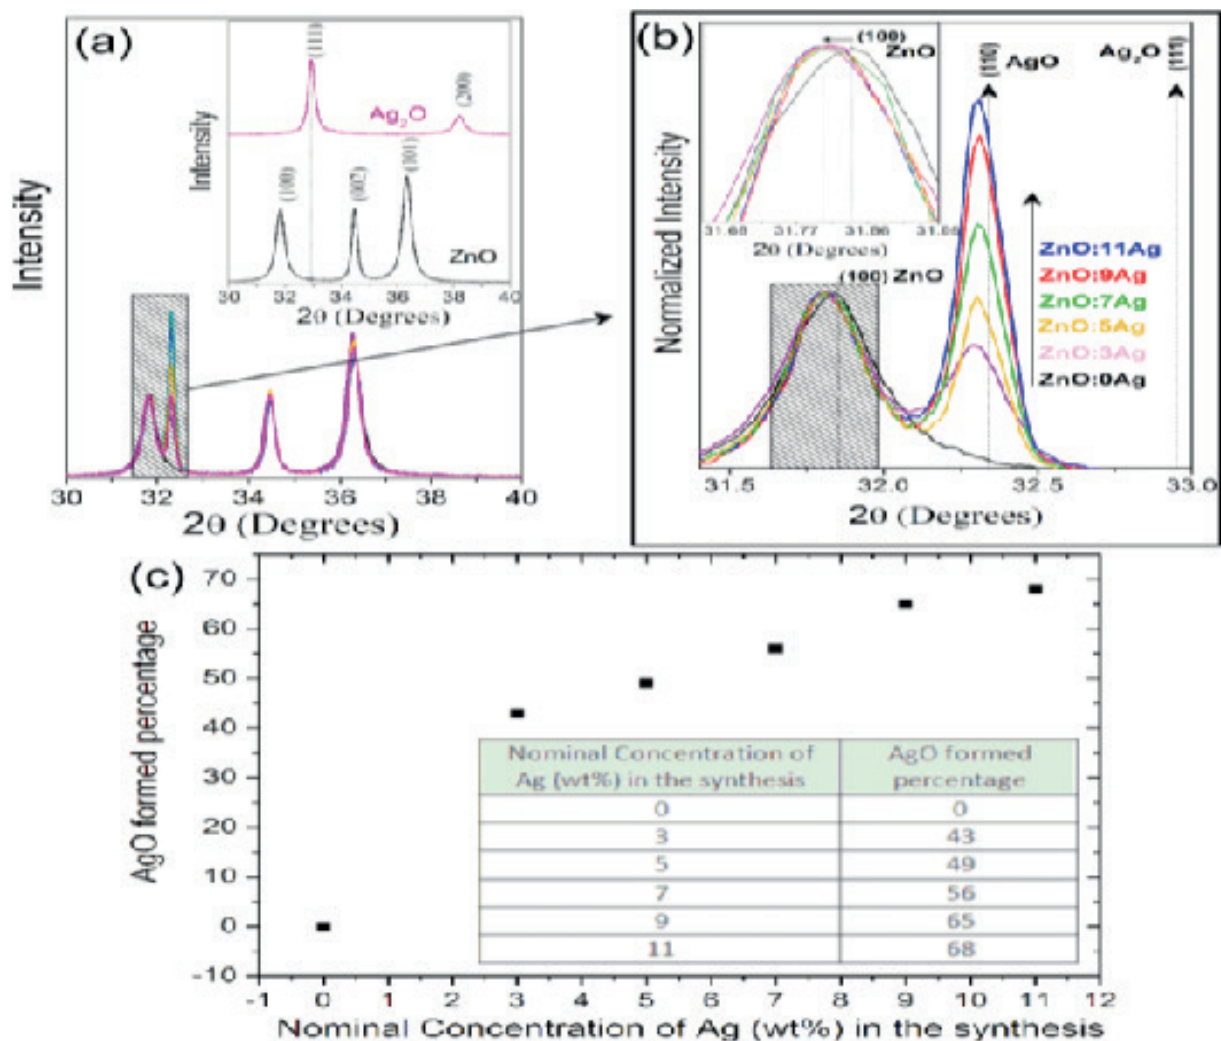 (a)
Intensity
2θ (Degrees)
30 32 34 36 38 40
Intensity
(111)
Ag2O
(200)
(100)
(002)
(001)
ZnO
30 32 34 36 38 40
2θ (Degrees)
(b)
Normalized Intensity
(100)
ZnO
31.68 31.77 31.86
2θ (Degrees)
(110)
AgO
Ag2O
(111)
(100) ZnO
ZnO:11Ag
ZnO:9Ag
ZnO:7Ag
ZnO:5Ag
ZnO:3Ag
ZnO:0Ag
31.5 32.0 32.5 33.0
2θ (Degrees)
(c)
AgO formed percentage
70
60
50
40
30
20
10
0
-10
Nominal Concentration of Ag (wt%) in the synthesis AgO formed percentage
0 0
3 43
5 49
7 56
9 65
11 68
-1 0 1 2 3 4 5 6 7 8 9 10 11 12
Nominal Concentration of Ag (wt%) in the synthesis